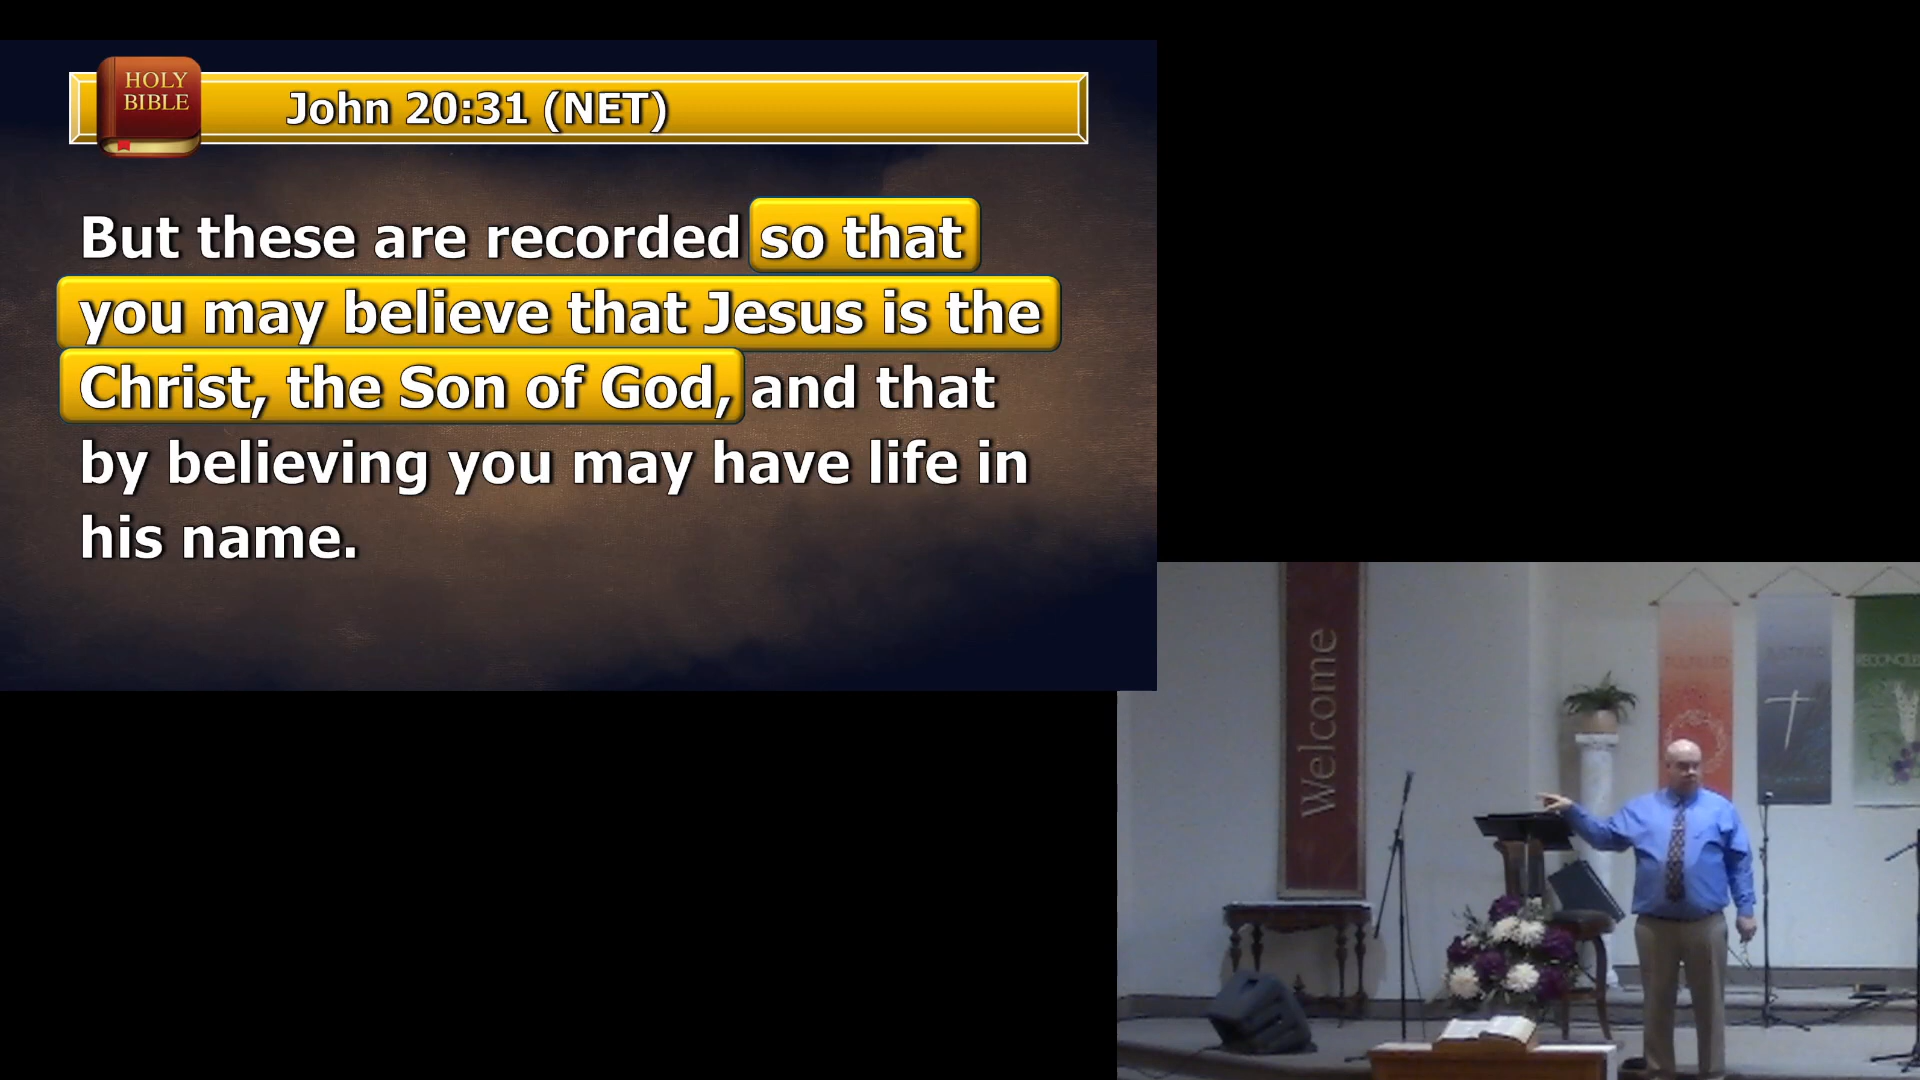 HOLY
BIBLE
John 20:31 (NET)
But these are recorded so that
you may believe that Jesus is the
Christ, the Son of God, and that
by believing you may have life in
his name.
Welcome